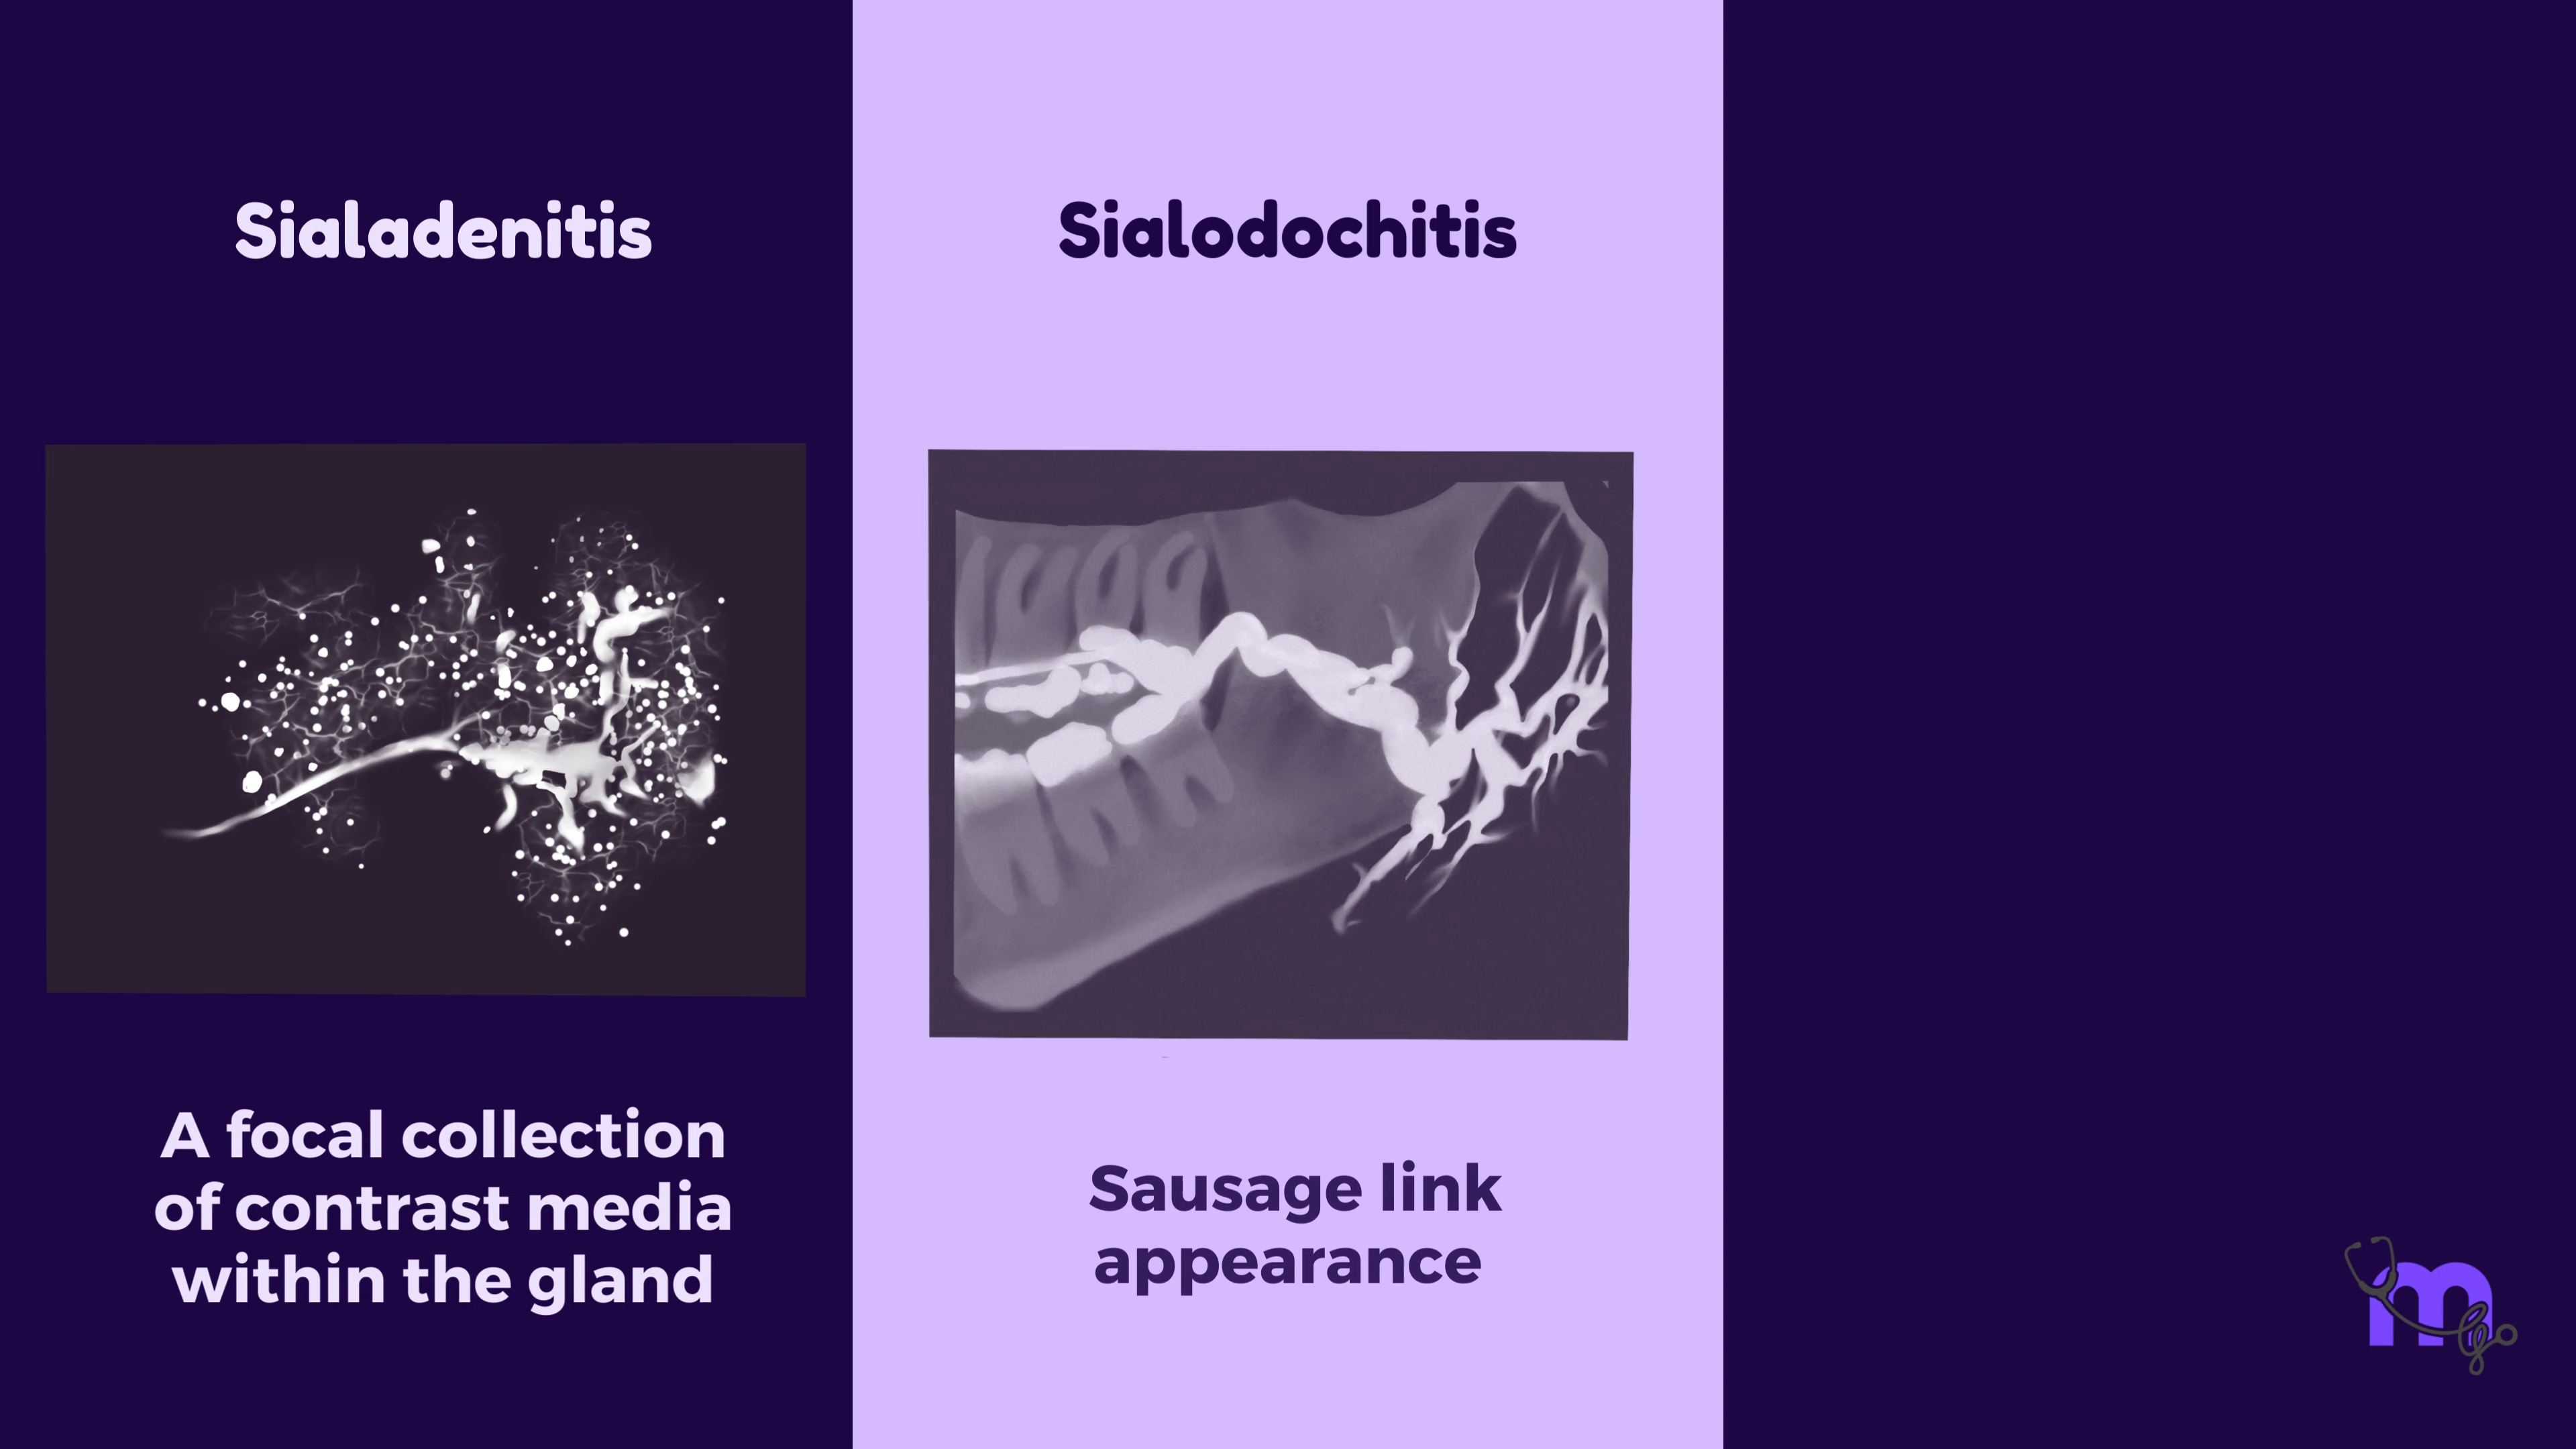 Sialadenitis
A focal collection
of contrast media
within the gland
Sialodochitis
Sausage link
appearance